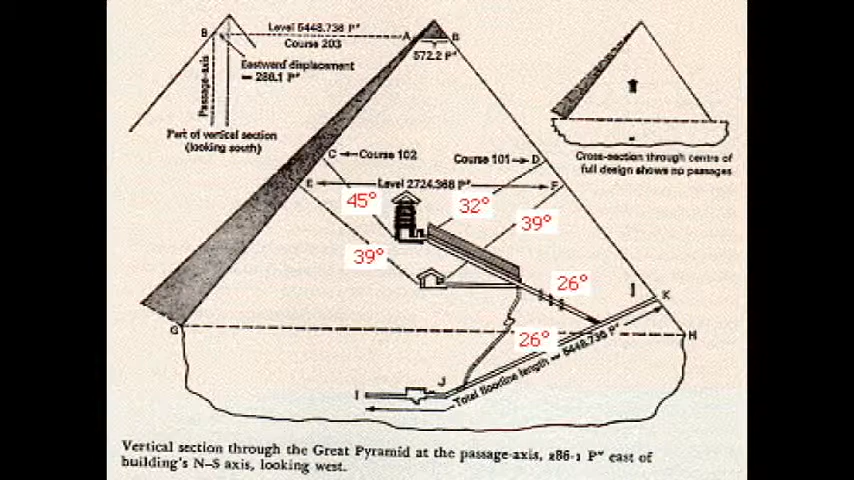 Level 5448.736 P"
Course 203
B
A
B
572.2 P"
Eastward displacement
= 286.1 P"
Passage-axis
Part of vertical section
(looking south)
Cross-section through centre of
full design shows no passages
C
Course 102
Course 101
D
E
Level 2724.368 P"
F
45°
32°
39°
39°
26°
K
G
26°
H
J
Total floorline length = 5448.736 P"
I
Vertical section through the Great Pyramid at the passage-axis, 286·1 P" east of
building's N–S axis, looking west.